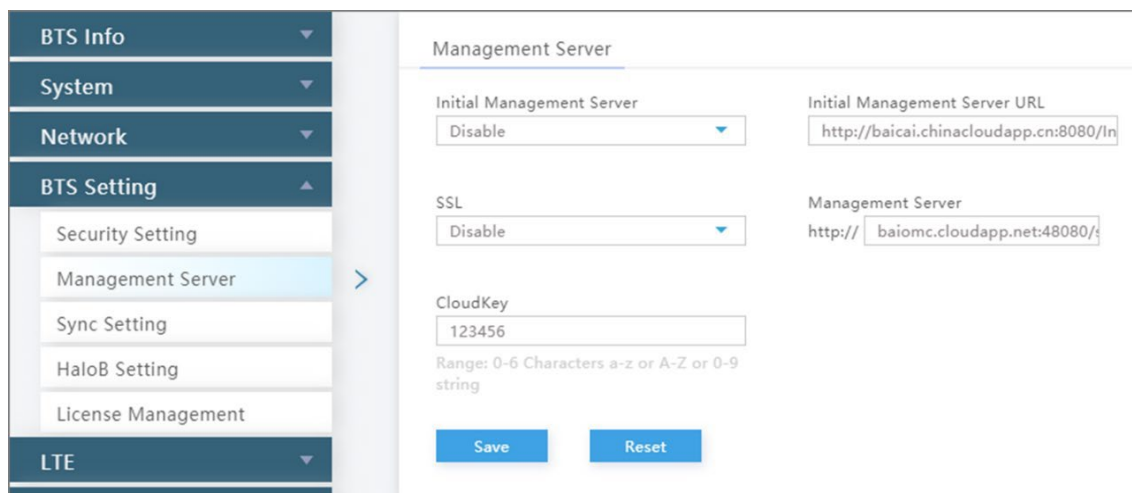 BTS Info
System
Network
BTS Setting
Security Setting
Management Server
Sync Setting
HaloB Setting
License Management
LTE
Management Server
Initial Management Server
Disable
Initial Management Server URL
http://baicai.chinacloudapp.cn:8080/In
SSL
Disable
Management Server
http:// baiomc.cloudapp.net:48080/s
CloudKey
123456
Range: 0-6 Characters a-z or A-Z or 0-9
string
Save Reset